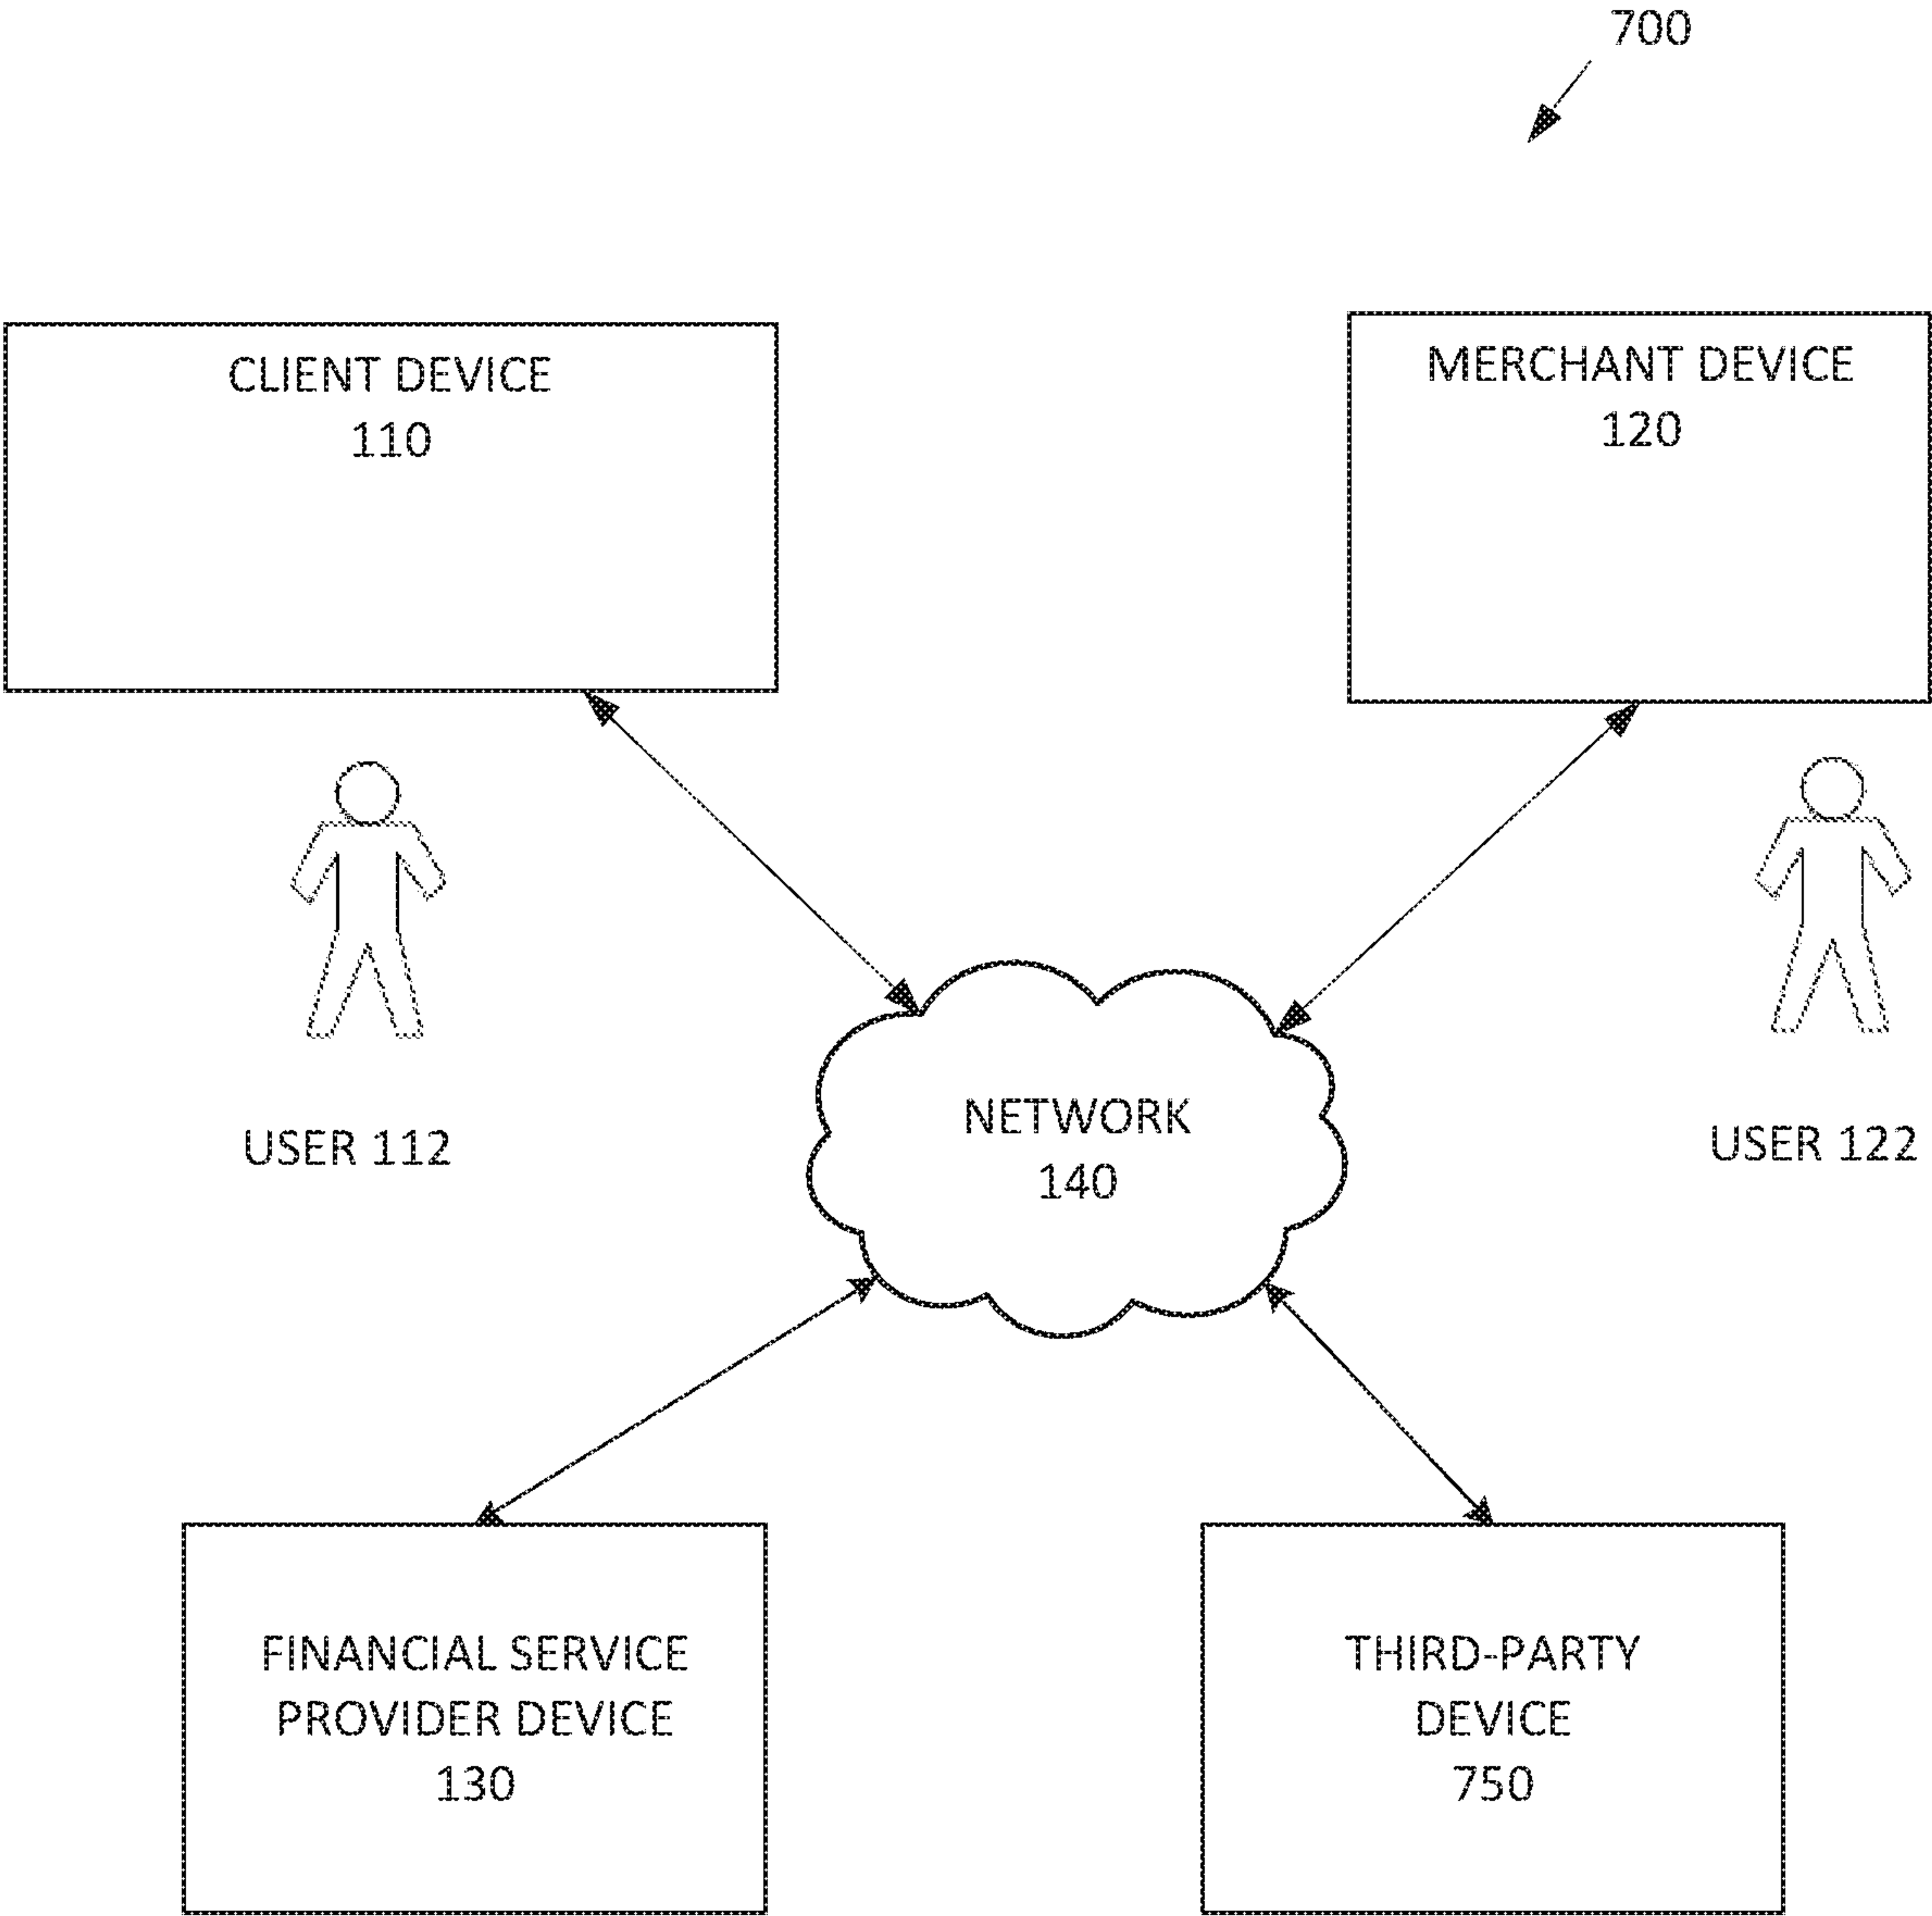 700
CLIENT DEVICE
110
MERCHANT DEVICE
120
USER 112
USER 122
NETWORK
140
FINANCIAL SERVICE
PROVIDER DEVICE
130
THIRD-PARTY
DEVICE
750